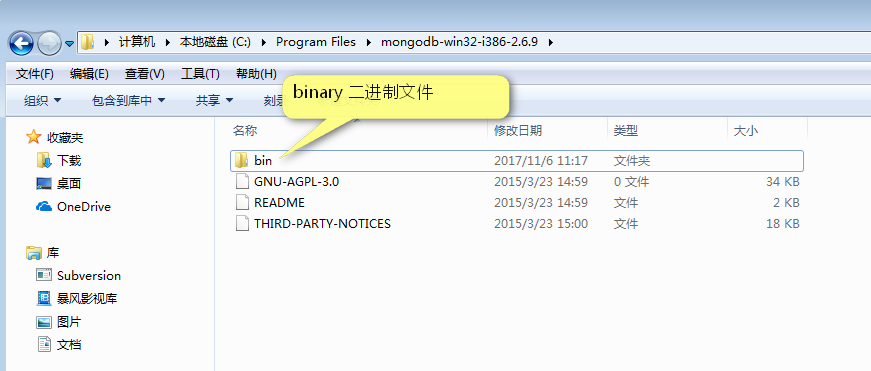 计算机 本地磁盘 (C:) Program Files mongodb-win32-i386-2.6.9
文件(F) 编辑(E) 查看(V) 工具(T) 帮助(H)
组织 包含到库中 共享 刻录
binary 二进制文件
名称 修改日期 类型 大小
收藏夹
下载
桌面
OneDrive
库
Subversion
暴风影视库
图片
文档
bin 2017/11/6 11:17 文件夹
GNU-AGPL-3.0 2015/3/23 14:59 0 文件 34 KB
README 2015/3/23 14:59 文件 2 KB
THIRD-PARTY-NOTICES 2015/3/23 15:00 文件 18 KB